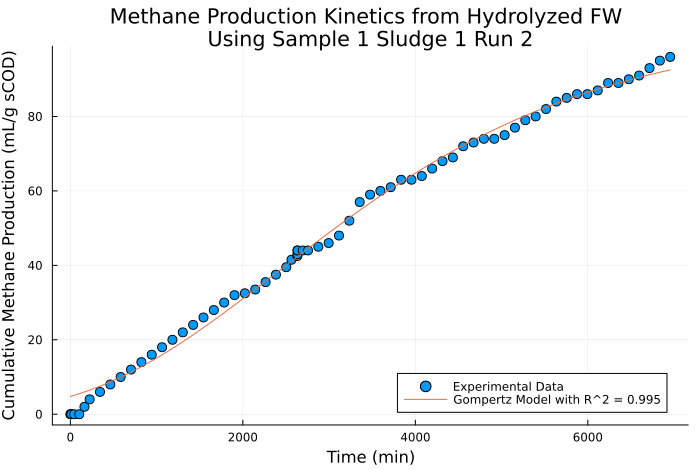 Methane Production Kinetics from Hydrolyzed FW
Using Sample 1 Sludge 1 Run 2
Cumulative Methane Production (mL/g sCOD)
80
60
40
20
0
0
2000
4000
6000
Time (min)
Experimental Data
Gompertz Model with R^2 = 0.995